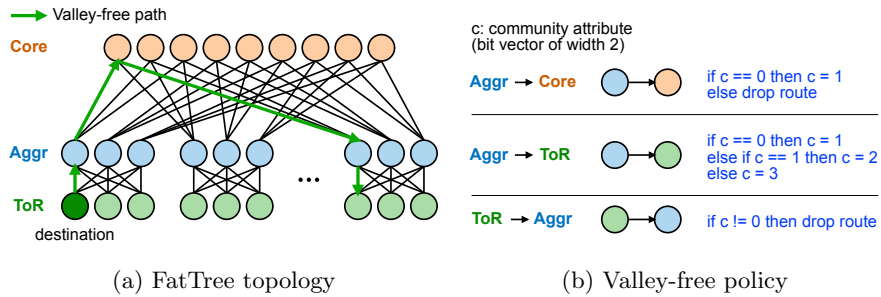 Valley-free path
Core
Aggr
...
ToR
destination
(a) FatTree topology
c: community attribute
(bit vector of width 2)
Aggr → Core
if c == 0 then c = 1
else drop route
Aggr → ToR
if c == 0 then c = 1
else if c == 1 then c = 2
else c = 3
ToR → Aggr
if c != 0 then drop route
(b) Valley-free policy